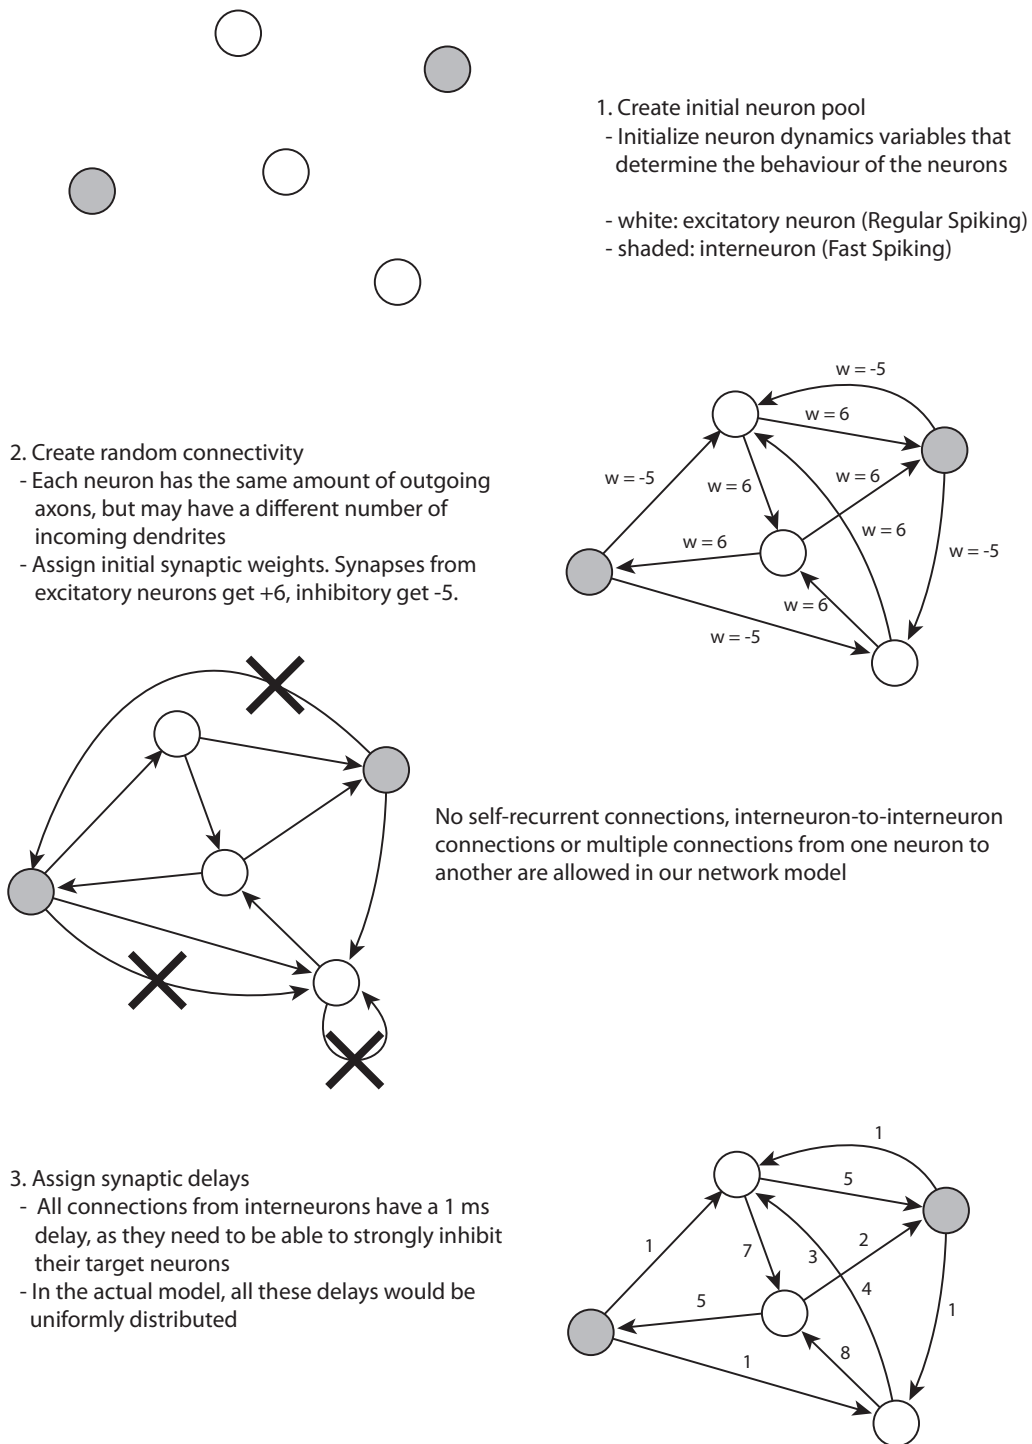 1. Create initial neuron pool
- Initialize neuron dynamics variables that
determine the behaviour of the neurons
- white: excitatory neuron (Regular Spiking)
- shaded: interneuron (Fast Spiking)
w = -5
w = 6
w = -5
w = 6
w = 6
w = 6
w = 6
w = -5
w = 6
w = -5
2. Create random connectivity
- Each neuron has the same amount of outgoing
axons, but may have a different number of
incoming dendrites
- Assign initial synaptic weights. Synapses from
excitatory neurons get +6, inhibitory get -5.
No self-recurrent connections, interneuron-to-interneuron
connections or multiple connections from one neuron to
another are allowed in our network model
3. Assign synaptic delays
- All connections from interneurons have a 1 ms
delay, as they need to be able to strongly inhibit
their target neurons
- In the actual model, all these delays would be
uniformly distributed
1
5
1
7
3
2
5
4
1
1
8